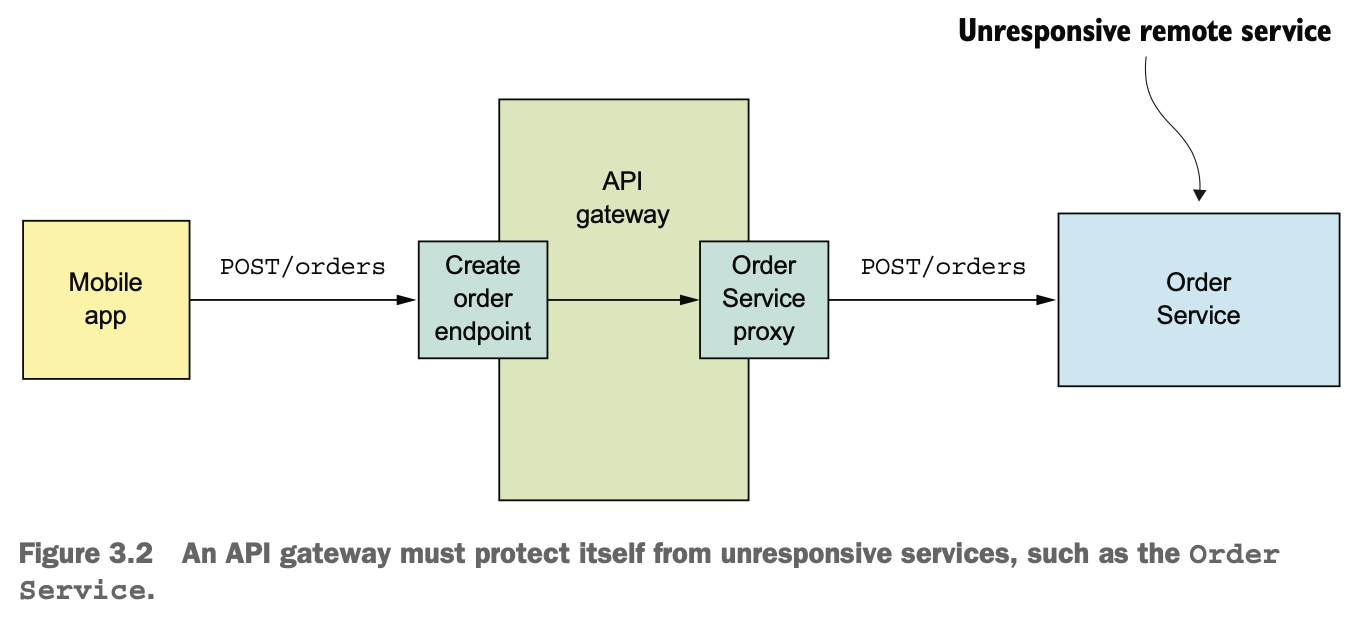 Unresponsive remote service
API
gateway
Mobile
app
POST/orders
Create
order
endpoint
Order
Service
proxy
POST/orders
Order
Service
Figure 3.2 An API gateway must protect itself from unresponsive services, such as the Order
Service.